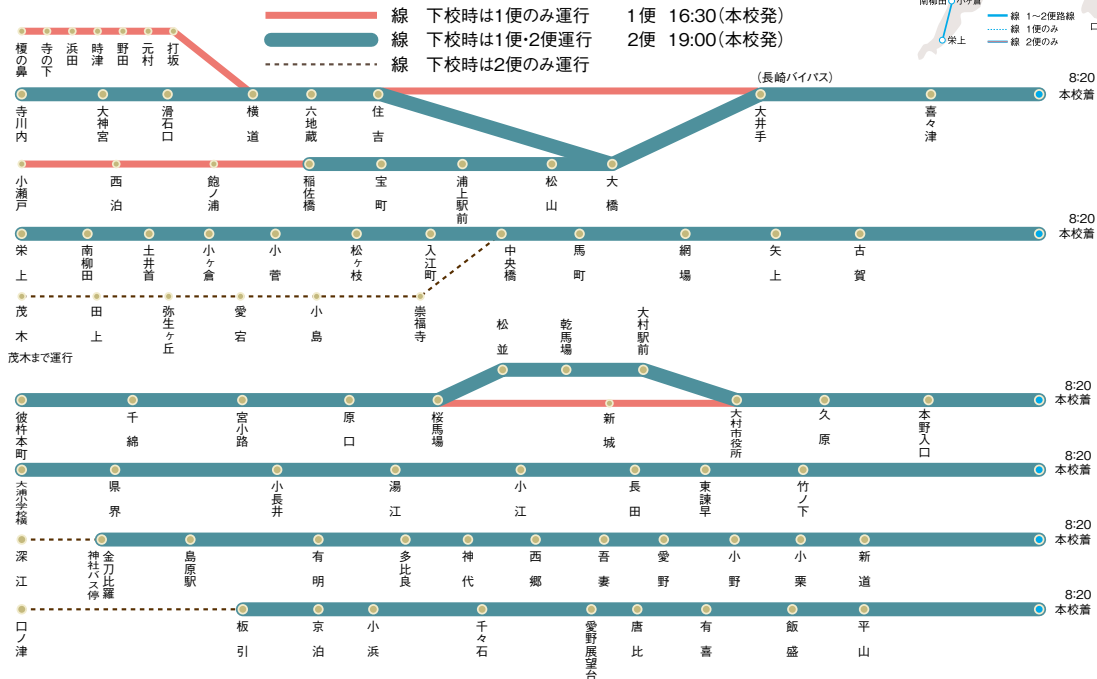 線 下校時は1便のみ運行 1便 16:30(本校発)
線 下校時は1便・2便運行 2便 19:00(本校発)
線 下校時は2便のみ運行
南柳田 小ヶ倉
栄上
線 1〜2便路線
線 1便のみ
線 2便のみ
口
榎の鼻 寺の下 浜田 時津 野田 元村 打坂
(長崎バイパス)
8:20
本校着
寺川内 大神宮 滑石口 横道 六地蔵 住吉 大井手 喜々津
小瀬戸 西泊 飽ノ浦 稲佐橋 宝町 浦上駅前 松山 大橋
8:20
本校着
栄上 南柳田 土井首 小ヶ倉 小菅 松ヶ枝 入江町 中央橋 馬町 網場 矢上 古賀
茂木 田上 弥生ヶ丘 愛宕 小島 崇福寺
茂木まで運行
松並 乾馬場 大村駅前
8:20
本校着
彼杵本町 千綿 宮小路 原口 桜馬場 新城 大村市役所 久原 本野入口
8:20
本校着
大浦小学校横 県界 小長井 湯江 小江 長田 東諫早 竹ノ下
8:20
本校着
深江 金刀比羅神社バス停 島原駅 有明 多比良 神代 西郷 吾妻 愛野 小野 小栗 新道
8:20
本校着
口ノ津 板引 京泊 小浜 千々石 愛野展望台 唐比 有喜 飯盛 平山